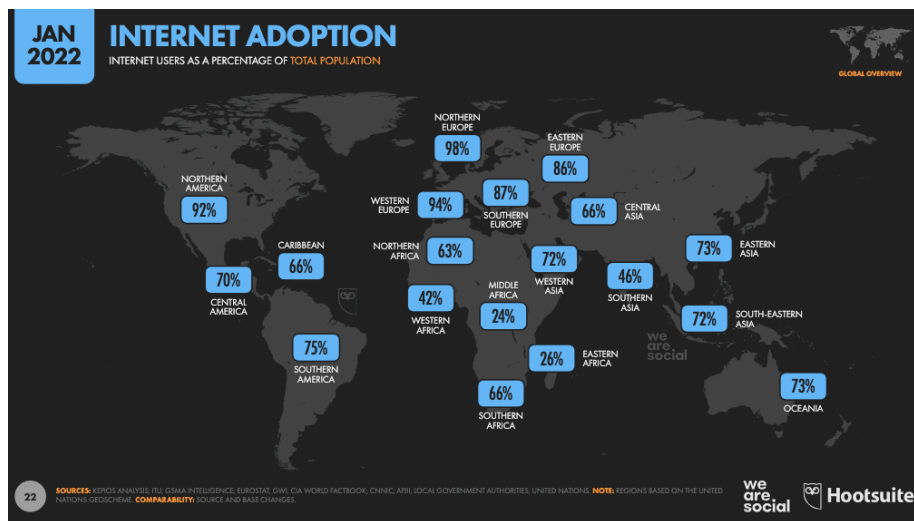 JAN
2022
INTERNET ADOPTION
INTERNET USERS AS A PERCENTAGE OF TOTAL POPULATION
GLOBAL OVERVIEW
NORTHERN
EUROPE
98%
EASTERN
EUROPE
86%
NORTHERN
AMERICA
92%
WESTERN
EUROPE
94%
87%
SOUTHERN
EUROPE
66%
CENTRAL
ASIA
NORTHERN
AFRICA
63%
CARIBBEAN
66%
70%
CENTRAL
AMERICA
72%
WESTERN
ASIA
46%
SOUTHERN
ASIA
73%
EASTERN
ASIA
42%
WESTERN
AFRICA
MIDDLE
AFRICA
24%
72%
SOUTH-EASTERN
ASIA
we
are
social
75%
SOUTHERN
AMERICA
26%
EASTERN
AFRICA
66%
SOUTHERN
AFRICA
73%
OCEANIA
22
SOURCES: KEPIOS ANALYSIS; ITU; GSMA INTELLIGENCE; EUROSTAT; GWI; CIA WORLD FACTBOOK; CNNIC; APJII; LOCAL GOVERNMENT AUTHORITIES; UNITED NATIONS. NOTE: REGIONS BASED ON THE UNITED
NATIONS GEOSCHEME. COMPARABILITY: SOURCE AND BASE CHANGES.
we
are
social
Hootsuite